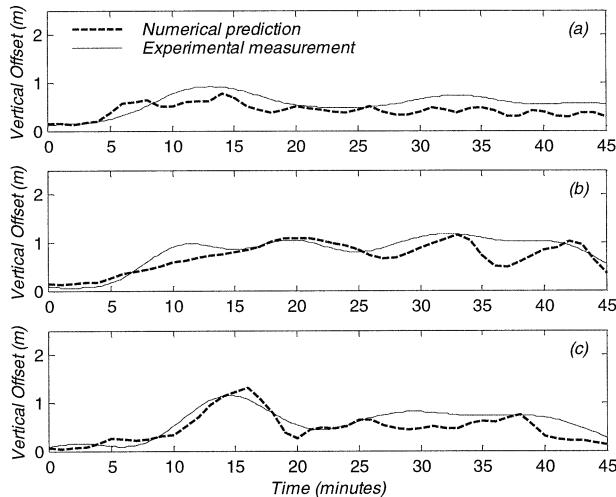 Numerical prediction
Experimental measurement
(a)
Vertical Offset (m)
2
1
0
0 5 10 15 20 25 30 35 40 45
(b)
Vertical Offset (m)
2
1
0
0 5 10 15 20 25 30 35 40 45
(c)
Vertical Offset (m)
2
1
0
0 5 10 15 20 25 30 35 40 45
Time (minutes)